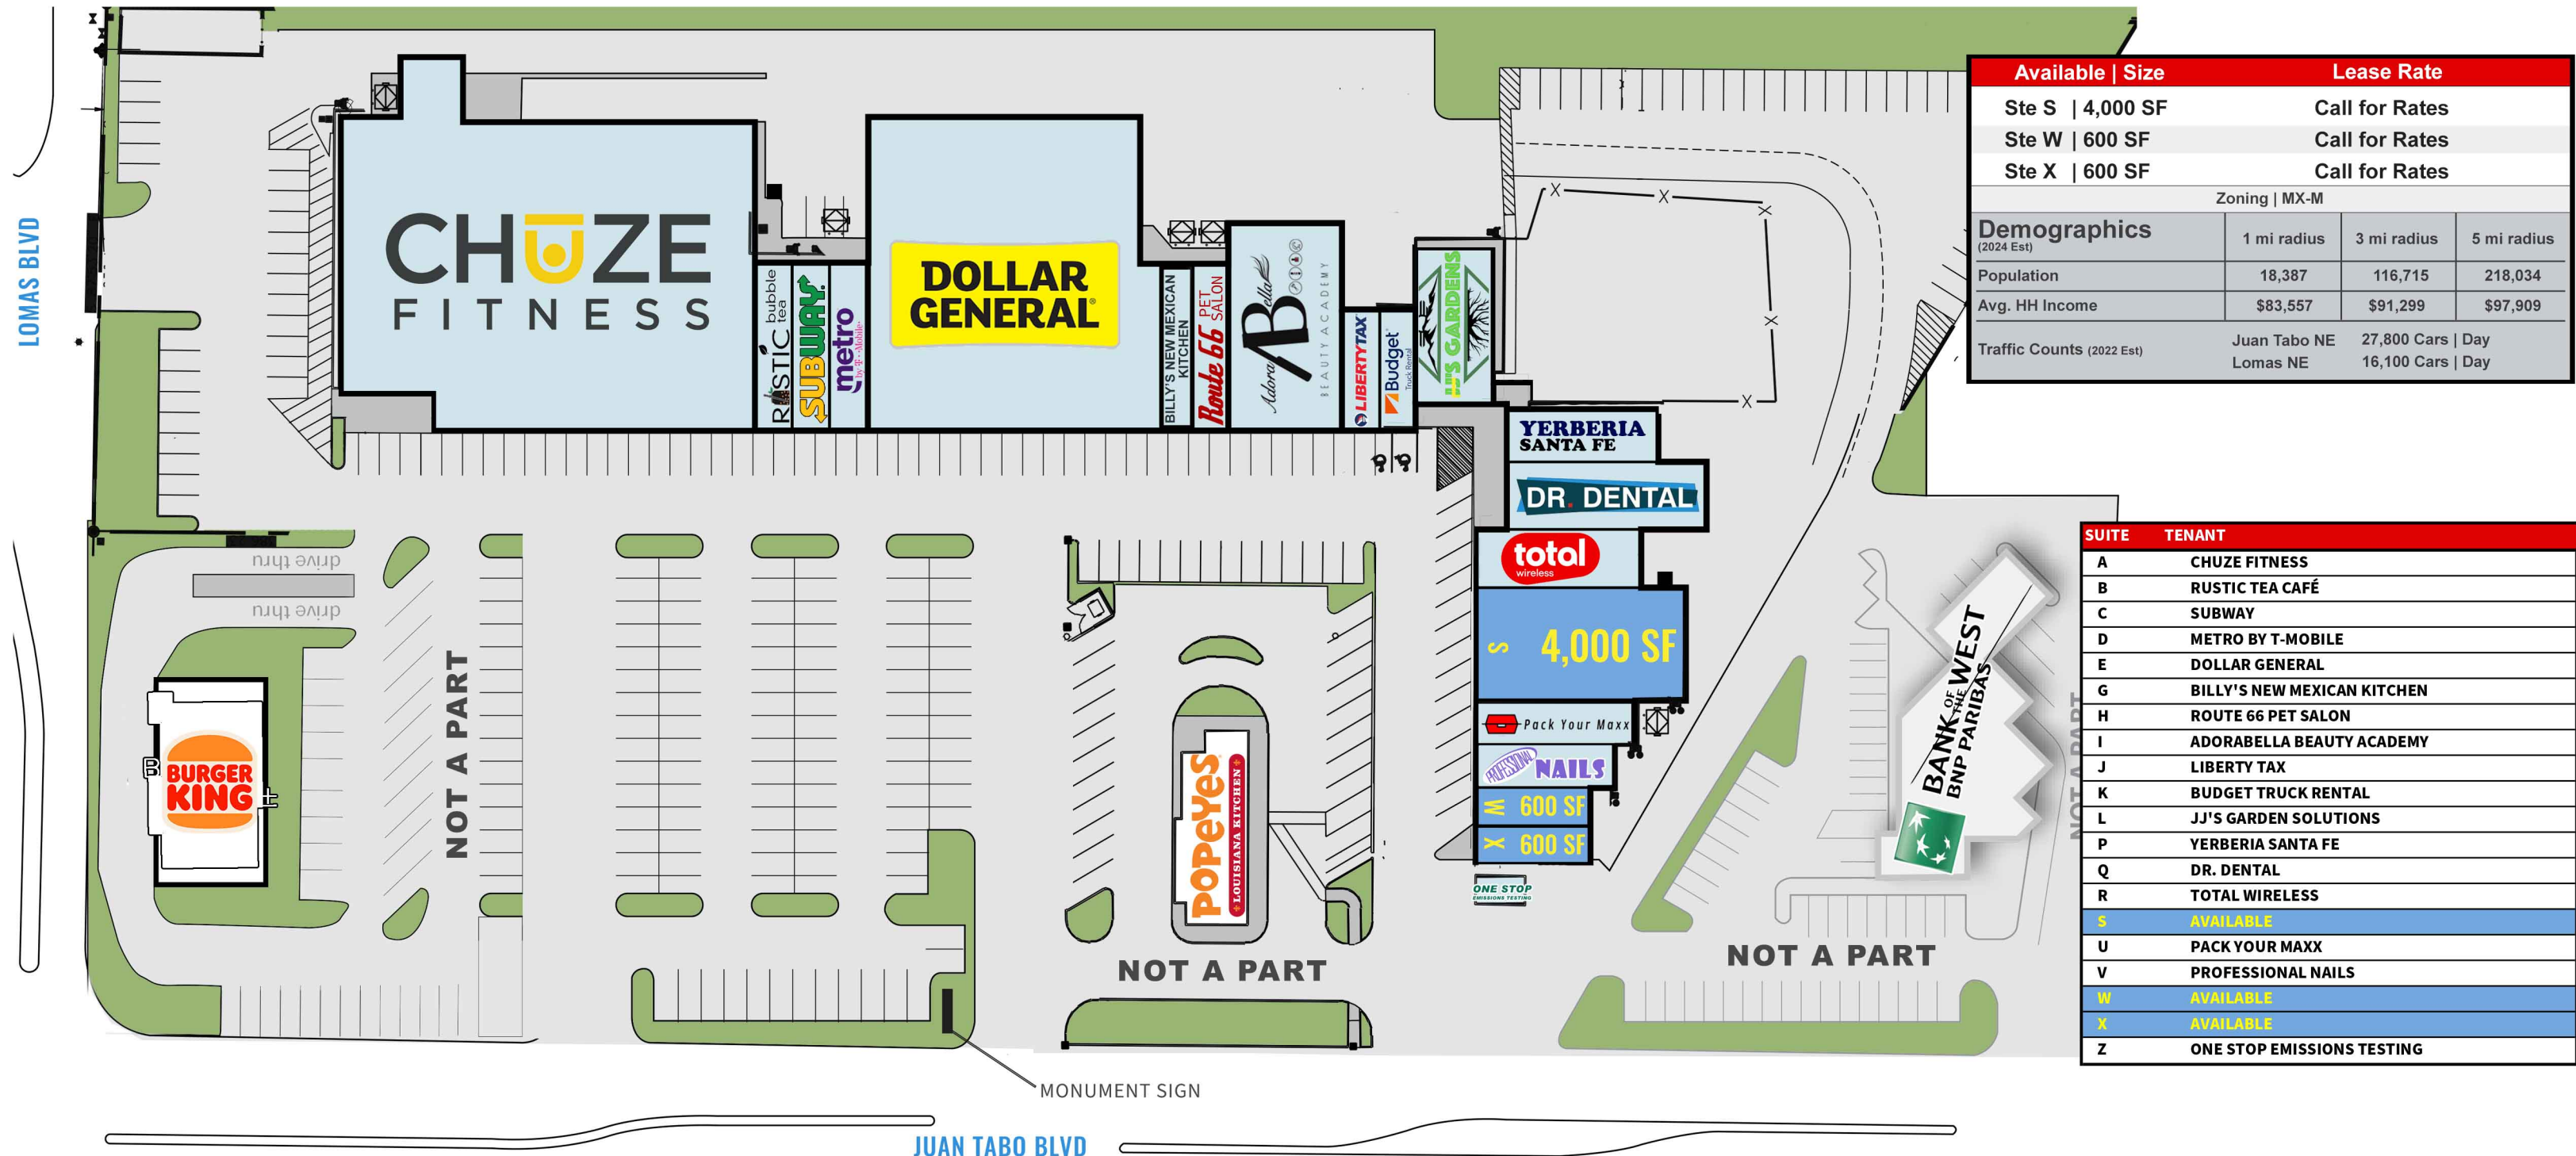 LOMAS BLVD
CHUZE
FITNESS
RUSTIC bubble tea
SUBWAY
metro
by T-Mobile
DOLLAR
GENERAL
BILLY'S NEW MEXICAN
KITCHEN
Route 66 PET SALON
AdoraBella
AB
BEAUTY ACADEMY
LIBERTY TAX
Budget
Truck Rental
JJ'S GARDENS
YERBERIA
SANTA FE
DR. DENTAL
total
wireless
S 4,000 SF
Pack Your Maxx
PROFESSIONAL NAILS
W 600 SF
X 600 SF
ONE STOP
EMISSIONS TESTING
drive thru
drive thru
B
BURGER
KING
NOT A PART
POPEYES
LOUISIANA KITCHEN
NOT A PART
BANK OF THE WEST
BNP PARIBAS
NOT A PART
NOT A PART
MONUMENT SIGN
JUAN TABO BLVD
Available | Size Lease Rate
Ste S | 4,000 SF Call for Rates
Ste W | 600 SF Call for Rates
Ste X | 600 SF Call for Rates
Zoning | MX-M
Demographics 1 mi radius 3 mi radius 5 mi radius
(2024 Est)
Population 18,387 116,715 218,034
Avg. HH Income $83,557 $91,299 $97,909
Traffic Counts (2022 Est) Juan Tabo NE 27,800 Cars | Day
Lomas NE 16,100 Cars | Day
SUITE TENANT
A CHUZE FITNESS
B RUSTIC TEA CAFÉ
C SUBWAY
D METRO BY T-MOBILE
E DOLLAR GENERAL
G BILLY'S NEW MEXICAN KITCHEN
H ROUTE 66 PET SALON
I ADORABELLA BEAUTY ACADEMY
J LIBERTY TAX
K BUDGET TRUCK RENTAL
L JJ'S GARDEN SOLUTIONS
P YERBERIA SANTA FE
Q DR. DENTAL
R TOTAL WIRELESS
S AVAILABLE
U PACK YOUR MAXX
V PROFESSIONAL NAILS
W AVAILABLE
X AVAILABLE
Z ONE STOP EMISSIONS TESTING